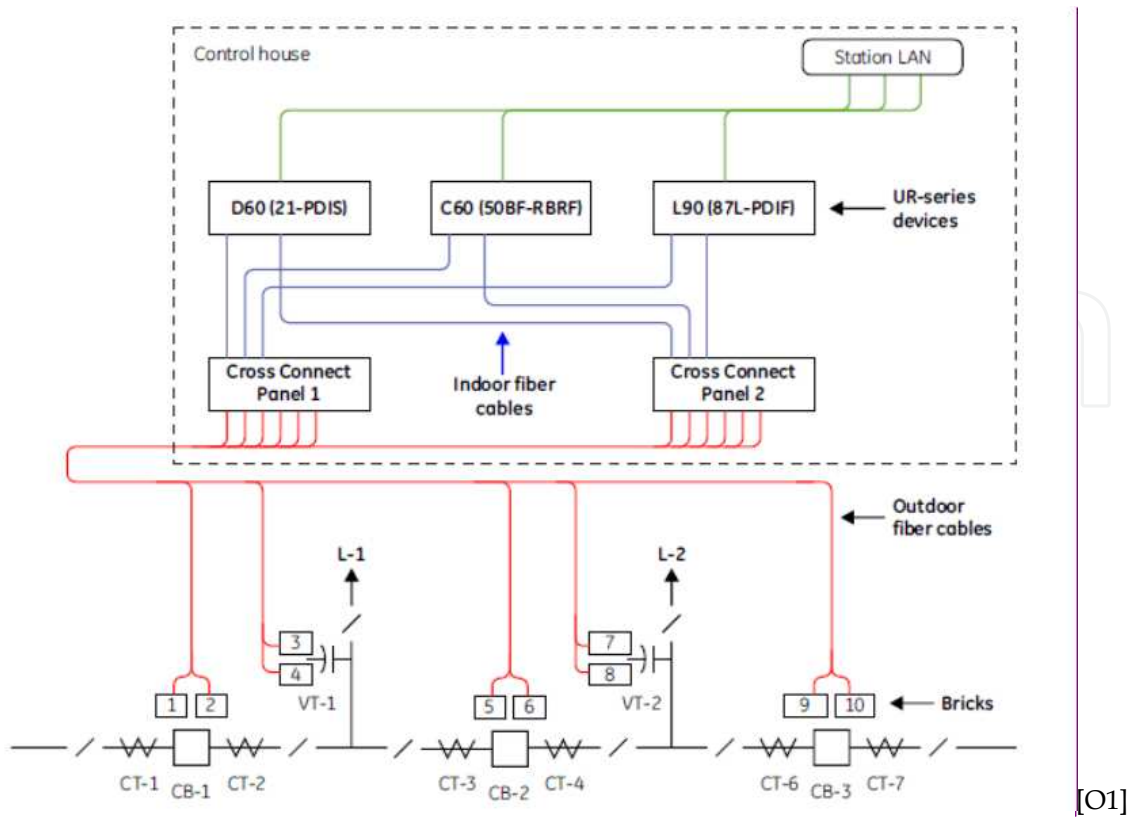 Control house
Station LAN
D60 (21-PDIS)
C60 (50BF-RBRF)
L90 (87L-PDIF)
UR-series
devices
Cross Connect
Panel 1
Indoor fiber
cables
Cross Connect
Panel 2
Outdoor
fiber cables
L-1
L-2
3
4
VT-1
7
8
VT-2
1
2
5
6
9
10
Bricks
CT-1
CB-1
CT-2
CT-3
CB-2
CT-4
CT-6
CB-3
CT-7
[O1]